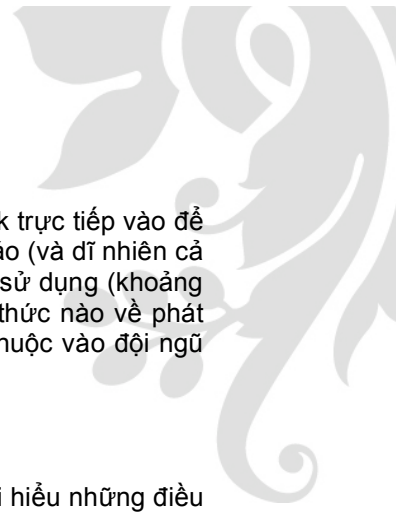 k trực tiếp vào để
áo (và dĩ nhiên cả
sử dụng (khoảng
thức nào về phát
huộc vào đội ngũ
i hiểu những điều